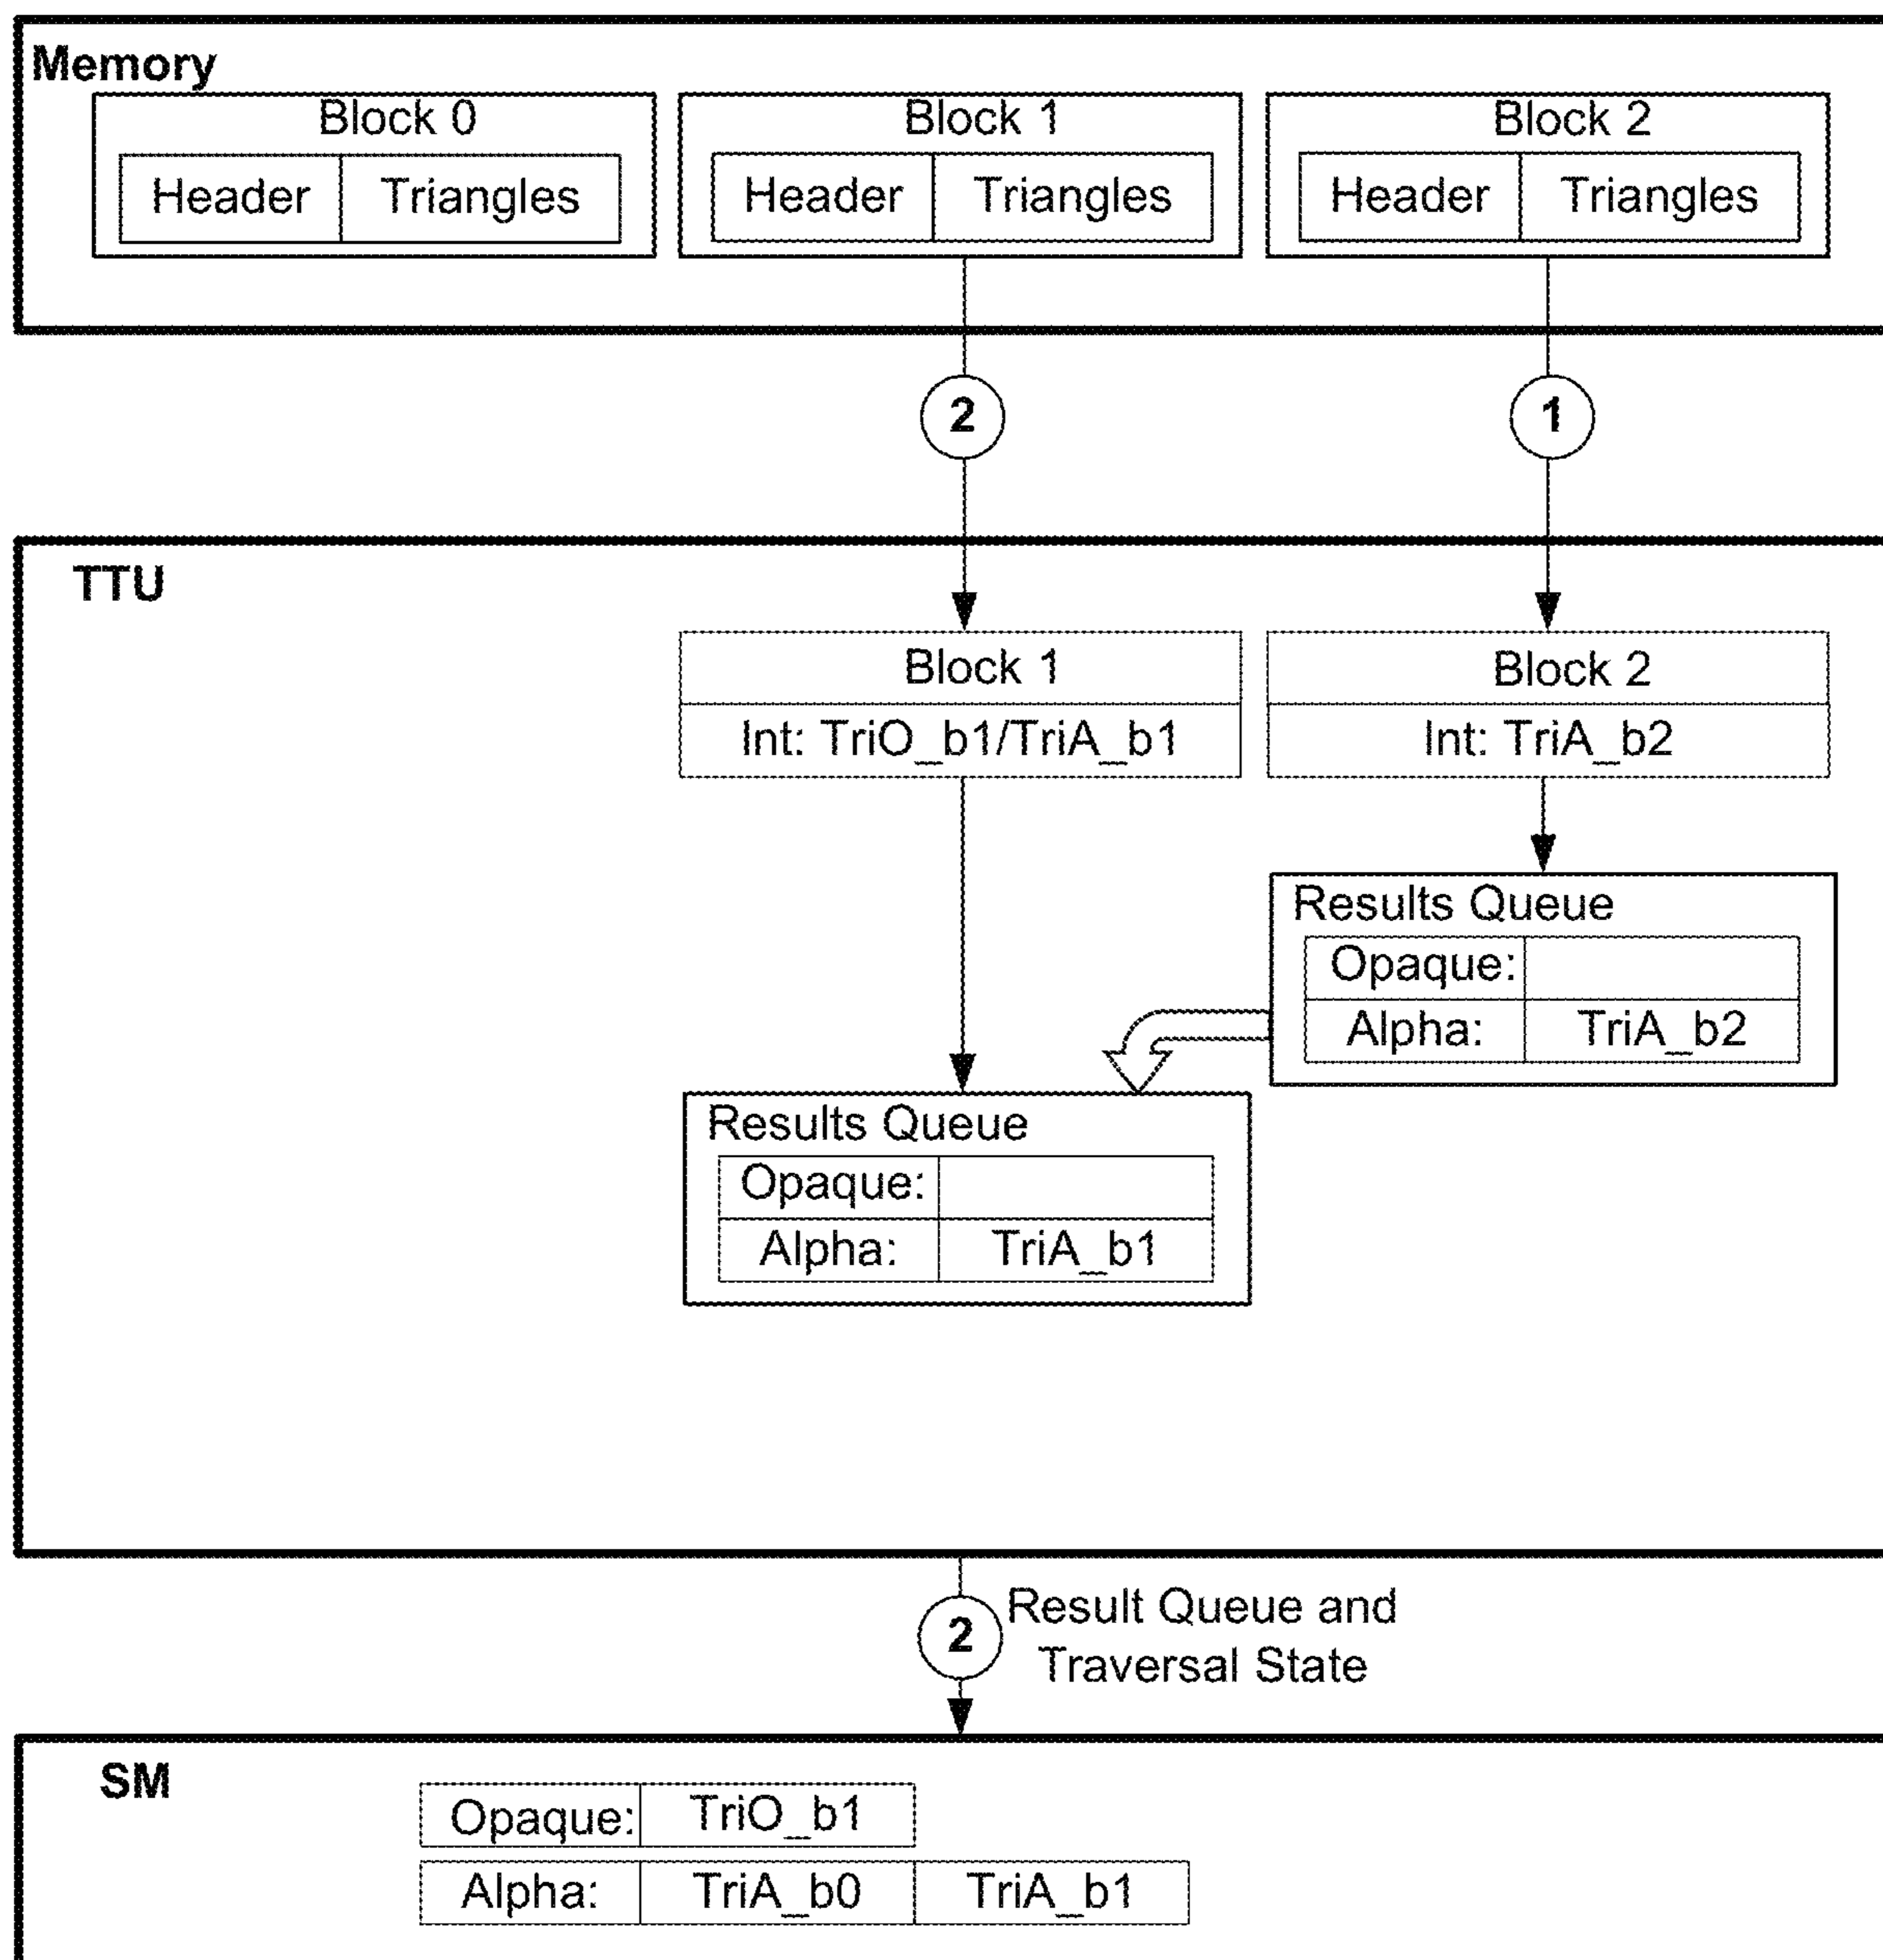 Memory
Block 0
Block 1
Block 2
Header Triangles
Header Triangles
Header Triangles
2
1
TTU
Block 1
Int: TriO_b1/TriA_b1
Block 2
Int: TriA_b2
Results Queue
Opaque:
Alpha: TriA_b2
Results Queue
Opaque:
Alpha: TriA_b1
2
Result Queue and
Traversal State
SM
Opaque: TriO_b1
Alpha: TriA_b0 TriA_b1